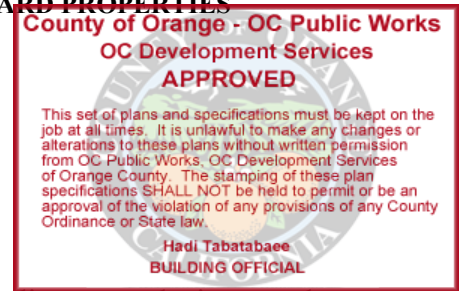 ARD PROPERTIES
County of Orange - OC Public Works
OC Development Services
APPROVED
This set of plans and specifications must be kept on the
job at all times. It is unlawful to make any changes or
alterations to these plans without written permission
from OC Public Works, OC Development Services
of Orange County. The stamping of these plan
specifications SHALL NOT be held to permit or be an
approval of the violation of any provisions of any County
Ordinance or State law.
Hadi Tabatabaee
BUILDING OFFICIAL